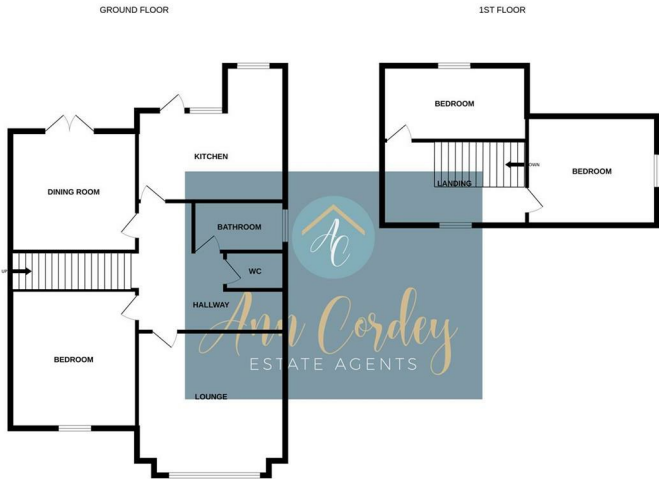 GROUND FLOOR
1ST FLOOR
BEDROOM
KITCHEN
DINING ROOM
BEDROOM
LANDING
BATHROOM
WC
UP
HALLWAY
AC
Ann Cordey
ESTATE AGENTS
BEDROOM
LOUNGE